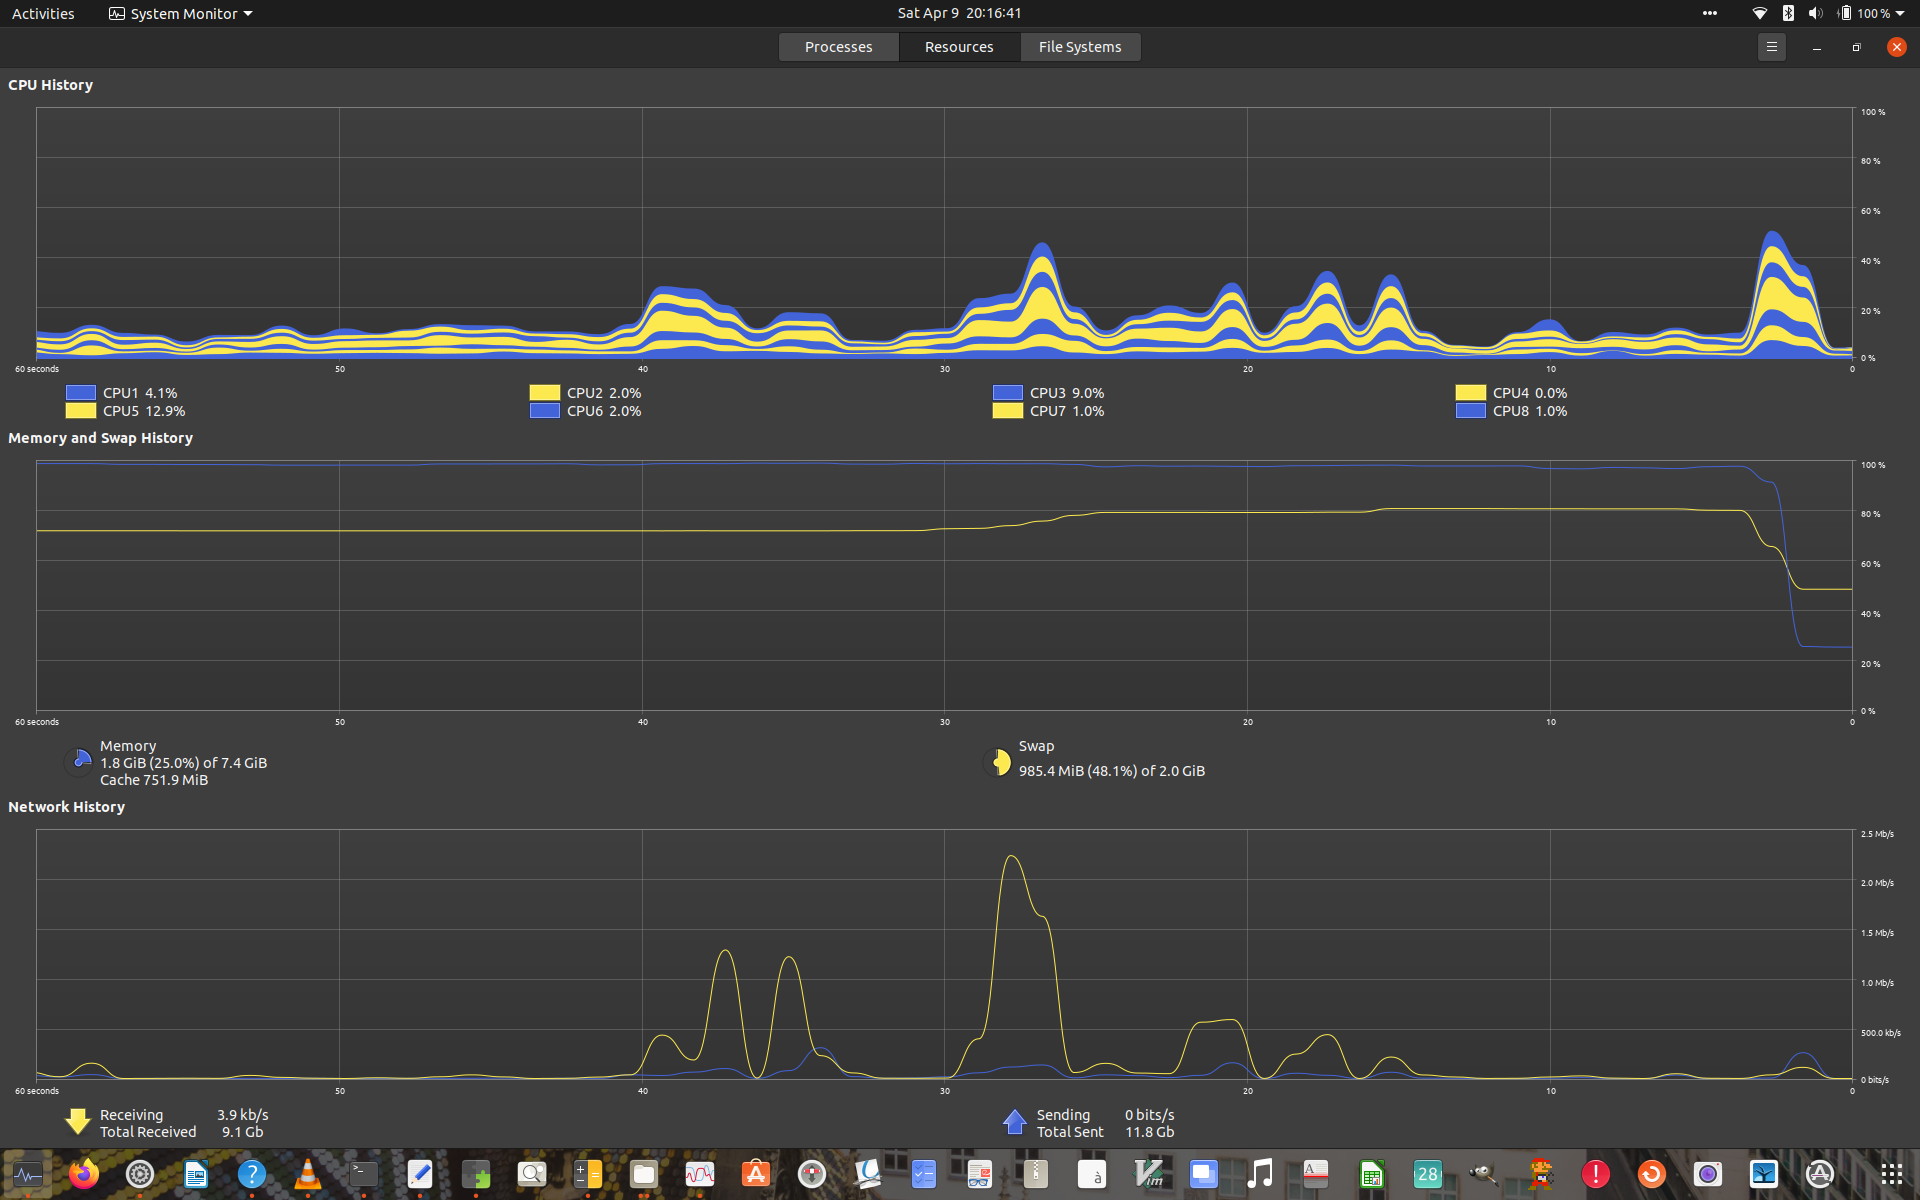 Activities System Monitor Sat Apr 9 20:16:41 100 %
Processes Resources File Systems
CPU History
100 %
80 %
60 %
40 %
20 %
0 %
60 seconds 50 40 30 20 10 0
CPU1 4.1% CPU2 2.0% CPU3 9.0% CPU4 0.0%
CPU5 12.9% CPU6 2.0% CPU7 1.0% CPU8 1.0%
Memory and Swap History
100 %
80 %
60 %
40 %
20 %
0 %
60 seconds 50 40 30 20 10 0
Memory
1.8 GiB (25.0%) of 7.4 GiB
Cache 751.9 MiB
Swap
985.4 MiB (48.1%) of 2.0 GiB
Network History
2.5 Mb/s
2.0 Mb/s
1.5 Mb/s
1.0 Mb/s
500.0 kb/s
0 bits/s
60 seconds 50 40 30 20 10 0
Receiving 3.9 kb/s
Total Received 9.1 Gb
Sending 0 bits/s
Total Sent 11.8 Gb
? >_ A à Vim A 28 !